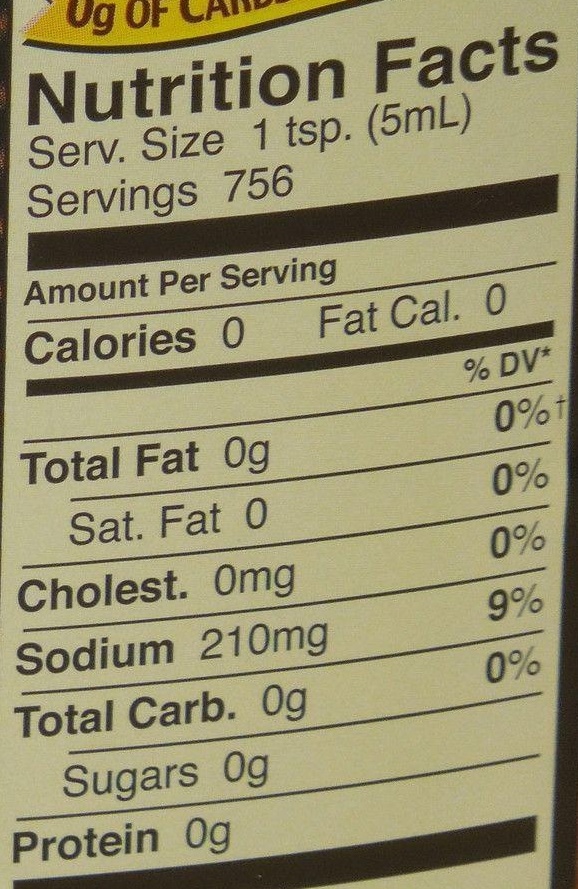 0g OF
Nutrition Facts
Serv. Size 1 tsp. (5mL)
Servings 756
Amount Per Serving
Calories 0 Fat Cal. 0
% DV*
Total Fat 0g 0%†
Sat. Fat 0 0%
Cholest. 0mg 0%
Sodium 210mg 9%
Total Carb. 0g 0%
Sugars 0g
Protein 0g